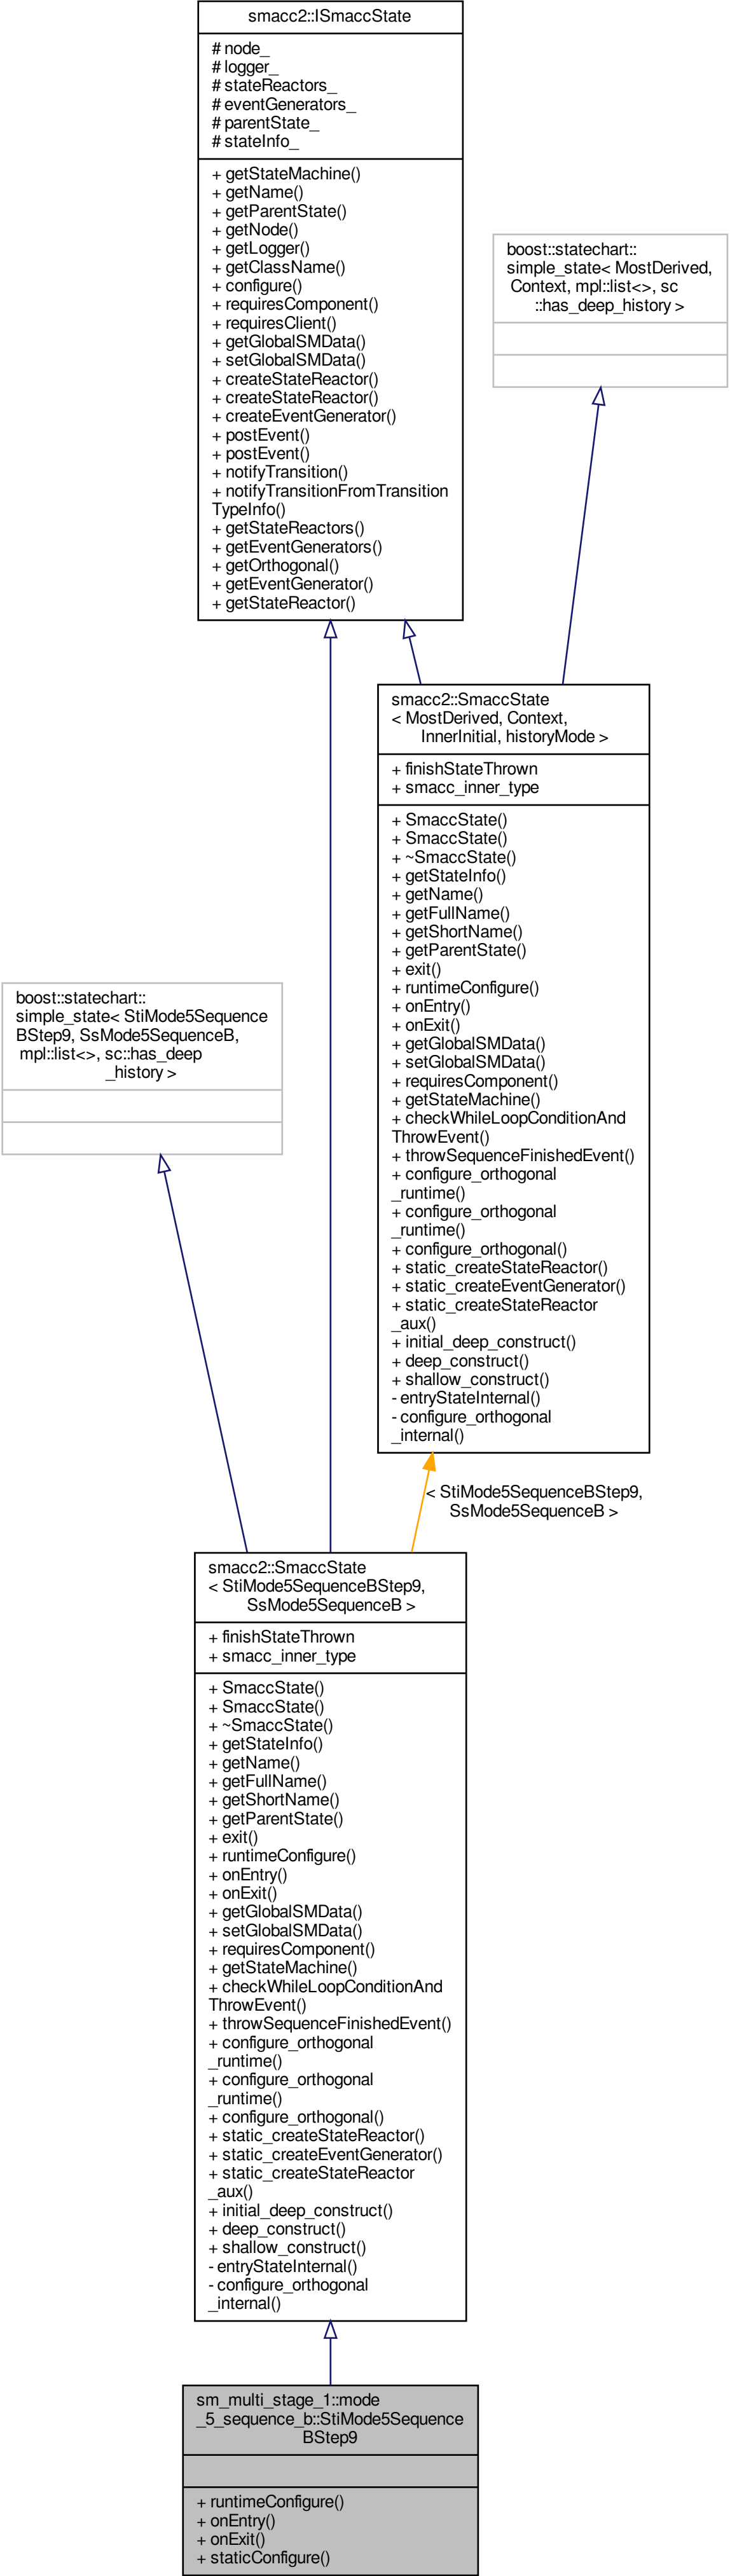 smacc2::ISmaccState
# node_
# logger_
# stateReactors_
# eventGenerators_
# parentState_
# stateInfo_
+ getStateMachine()
+ getName()
+ getParentState()
+ getNode()
+ getLogger()
+ getClassName()
+ configure()
+ requiresComponent()
+ requiresClient()
+ getGlobalSMData()
+ setGlobalSMData()
+ createStateReactor()
+ createStateReactor()
+ createEventGenerator()
+ postEvent()
+ postEvent()
+ notifyTransition()
+ notifyTransitionFromTransition
TypeInfo()
+ getStateReactors()
+ getEventGenerators()
+ getOrthogonal()
+ getEventGenerator()
+ getStateReactor()
boost::statechart::
simple_state< MostDerived,
Context, mpl::list<>, sc
::has_deep_history >
smacc2::SmaccState
< MostDerived, Context,
InnerInitial, historyMode >
+ finishStateThrown
+ smacc_inner_type
+ SmaccState()
+ SmaccState()
+ ~SmaccState()
+ getStateInfo()
+ getName()
+ getFullName()
+ getShortName()
+ getParentState()
+ exit()
+ runtimeConfigure()
+ onEntry()
+ onExit()
+ getGlobalSMData()
+ setGlobalSMData()
+ requiresComponent()
+ getStateMachine()
+ checkWhileLoopConditionAnd
ThrowEvent()
+ throwSequenceFinishedEvent()
+ configure_orthogonal
_runtime()
+ configure_orthogonal
_runtime()
+ configure_orthogonal()
+ static_createStateReactor()
+ static_createEventGenerator()
+ static_createStateReactor
_aux()
+ initial_deep_construct()
+ deep_construct()
+ shallow_construct()
- entryStateInternal()
- configure_orthogonal
_internal()
boost::statechart::
simple_state< StiMode5Sequence
BStep9, SsMode5SequenceB,
mpl::list<>, sc::has_deep
_history >
< StiMode5SequenceBStep9,
SsMode5SequenceB >
smacc2::SmaccState
< StiMode5SequenceBStep9,
SsMode5SequenceB >
+ finishStateThrown
+ smacc_inner_type
+ SmaccState()
+ SmaccState()
+ ~SmaccState()
+ getStateInfo()
+ getName()
+ getFullName()
+ getShortName()
+ getParentState()
+ exit()
+ runtimeConfigure()
+ onEntry()
+ onExit()
+ getGlobalSMData()
+ setGlobalSMData()
+ requiresComponent()
+ getStateMachine()
+ checkWhileLoopConditionAnd
ThrowEvent()
+ throwSequenceFinishedEvent()
+ configure_orthogonal
_runtime()
+ configure_orthogonal
_runtime()
+ configure_orthogonal()
+ static_createStateReactor()
+ static_createEventGenerator()
+ static_createStateReactor
_aux()
+ initial_deep_construct()
+ deep_construct()
+ shallow_construct()
- entryStateInternal()
- configure_orthogonal
_internal()
sm_multi_stage_1::mode
_5_sequence_b::StiMode5Sequence
BStep9
+ runtimeConfigure()
+ onEntry()
+ onExit()
+ staticConfigure()